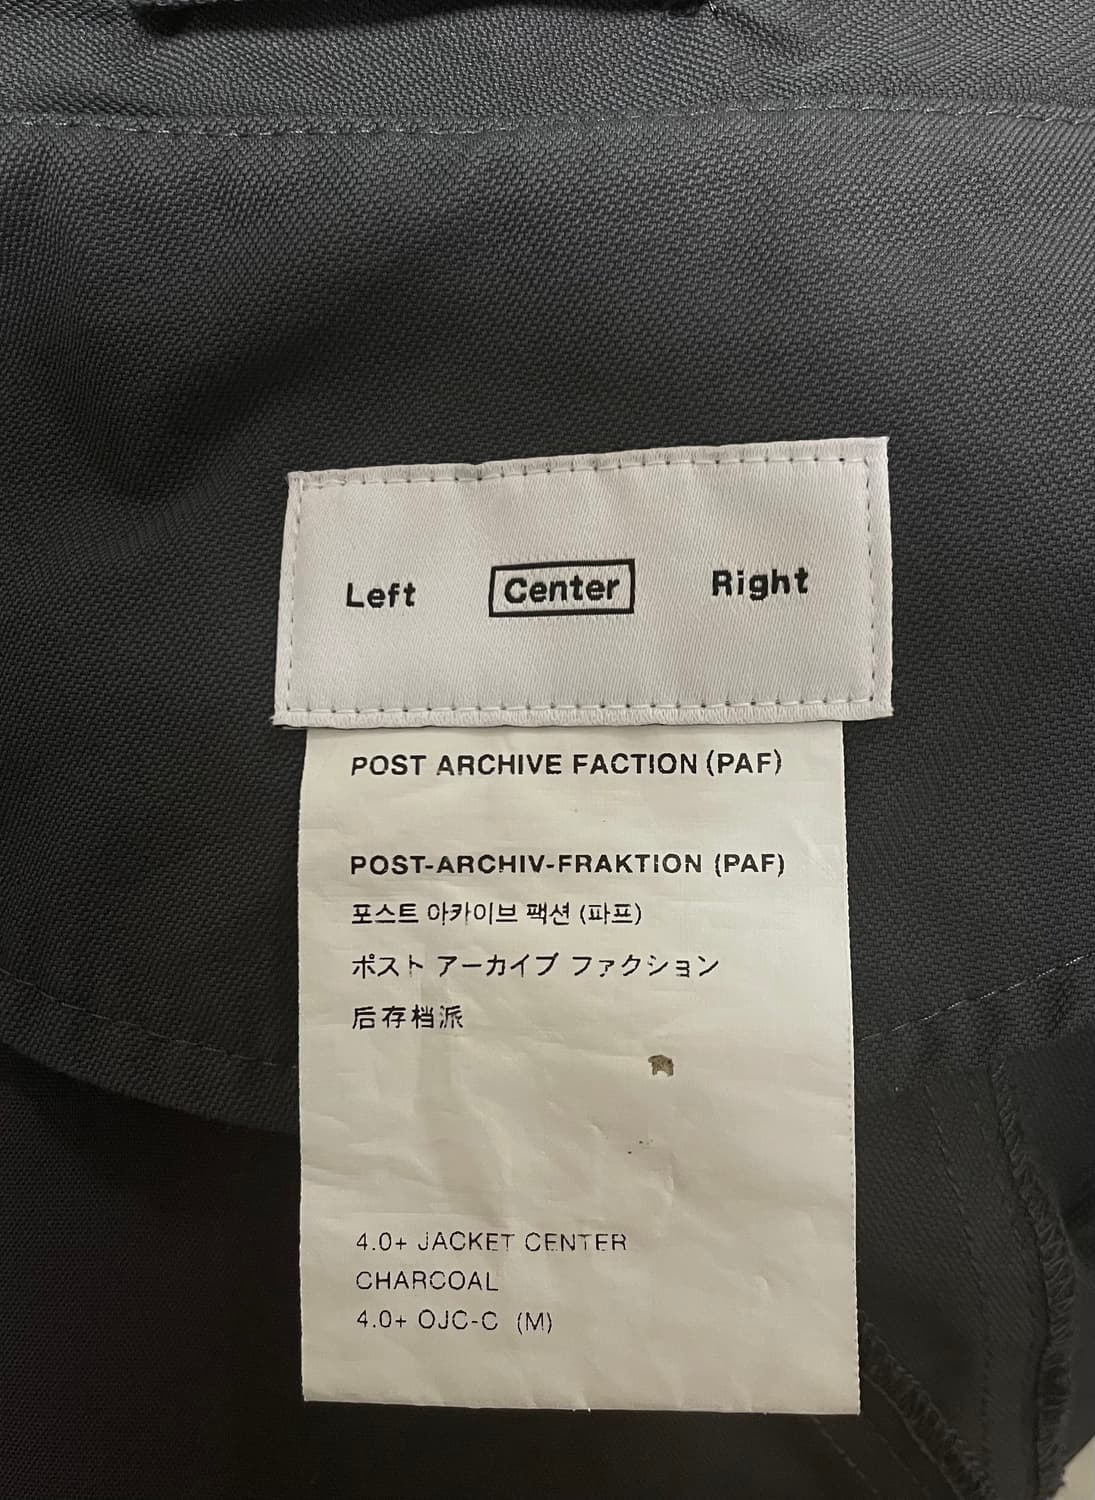 Left Center Right
POST ARCHIVE FACTION (PAF)
POST-ARCHIV-FRAKTION (PAF)
포스트 아카이브 팩션 (파프)
ポスト アーカイブ ファクション
后存档派
4.0+ JACKET CENTER
CHARCOAL
4.0+ OJC-C (M)